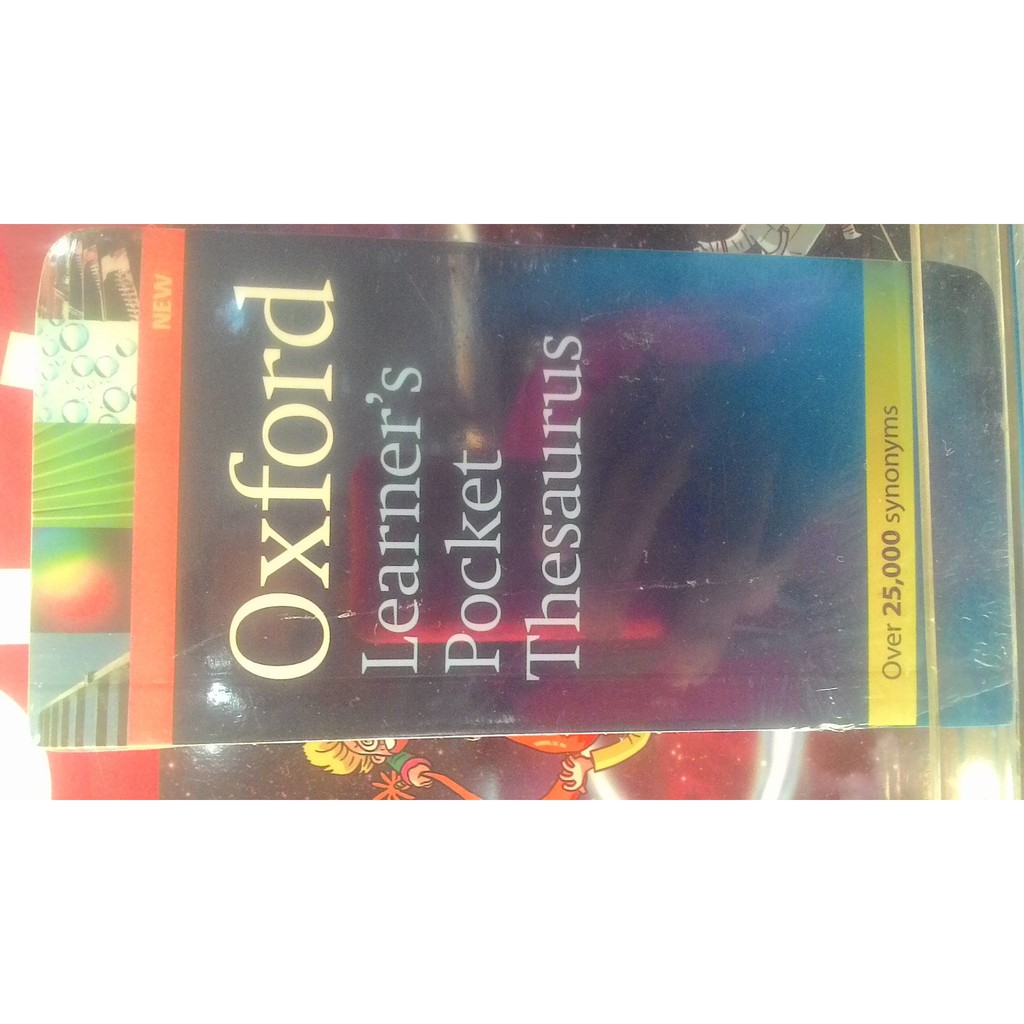 NEW
Oxford
Learner's
Pocket
Thesaurus
Over 25,000 synonyms